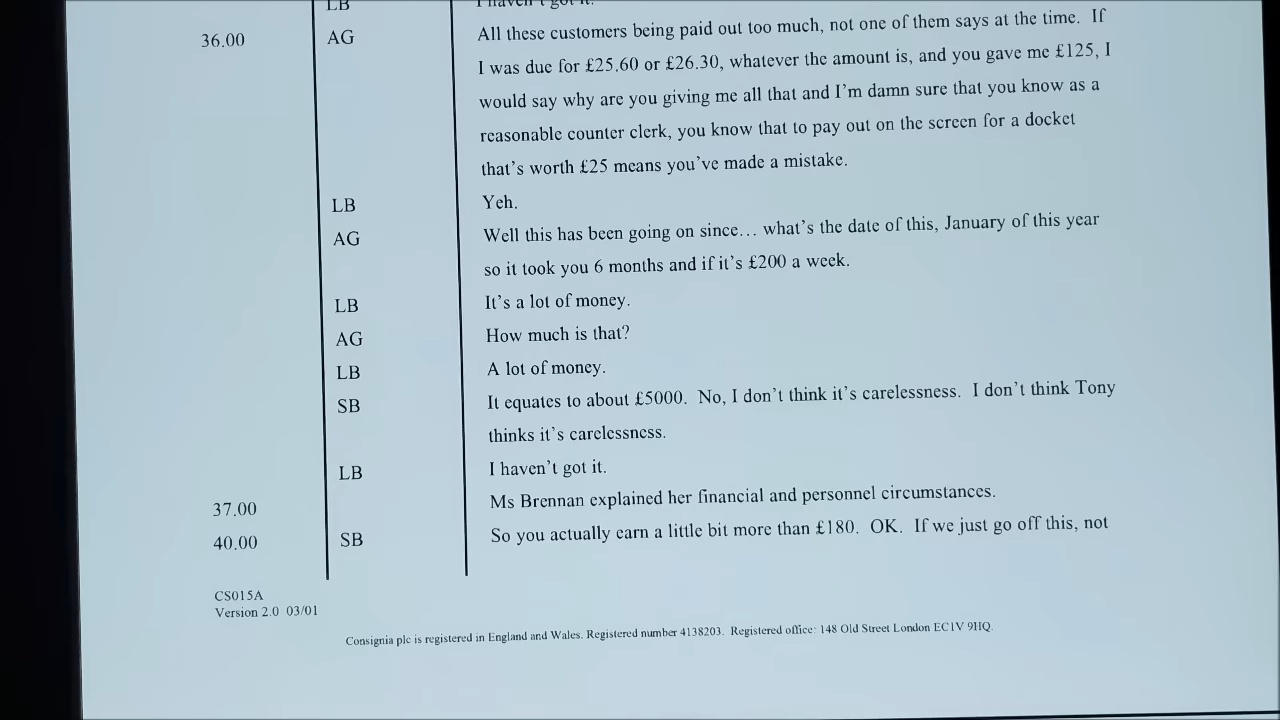 LB I haven't got it.
36.00 AG All these customers being paid out too much, not one of them says at the time. If
I was due for £25.60 or £26.30, whatever the amount is, and you gave me £125, I
would say why are you giving me all that and I'm damn sure that you know as a
reasonable counter clerk, you know that to pay out on the screen for a docket
that's worth £25 means you've made a mistake.
LB Yeh.
AG Well this has been going on since... what's the date of this, January of this year
so it took you 6 months and if it's £200 a week.
LB It's a lot of money.
AG How much is that?
LB A lot of money.
SB It equates to about £5000. No, I don't think it's carelessness. I don't think Tony
thinks it's carelessness.
LB I haven't got it.
37.00 Ms Brennan explained her financial and personnel circumstances.
40.00 SB So you actually earn a little bit more than £180. OK. If we just go off this, not
CS015A
Version 2.0 03/01
Consignia plc is registered in England and Wales. Registered number 4138203. Registered office: 148 Old Street London EC1V 9HQ.